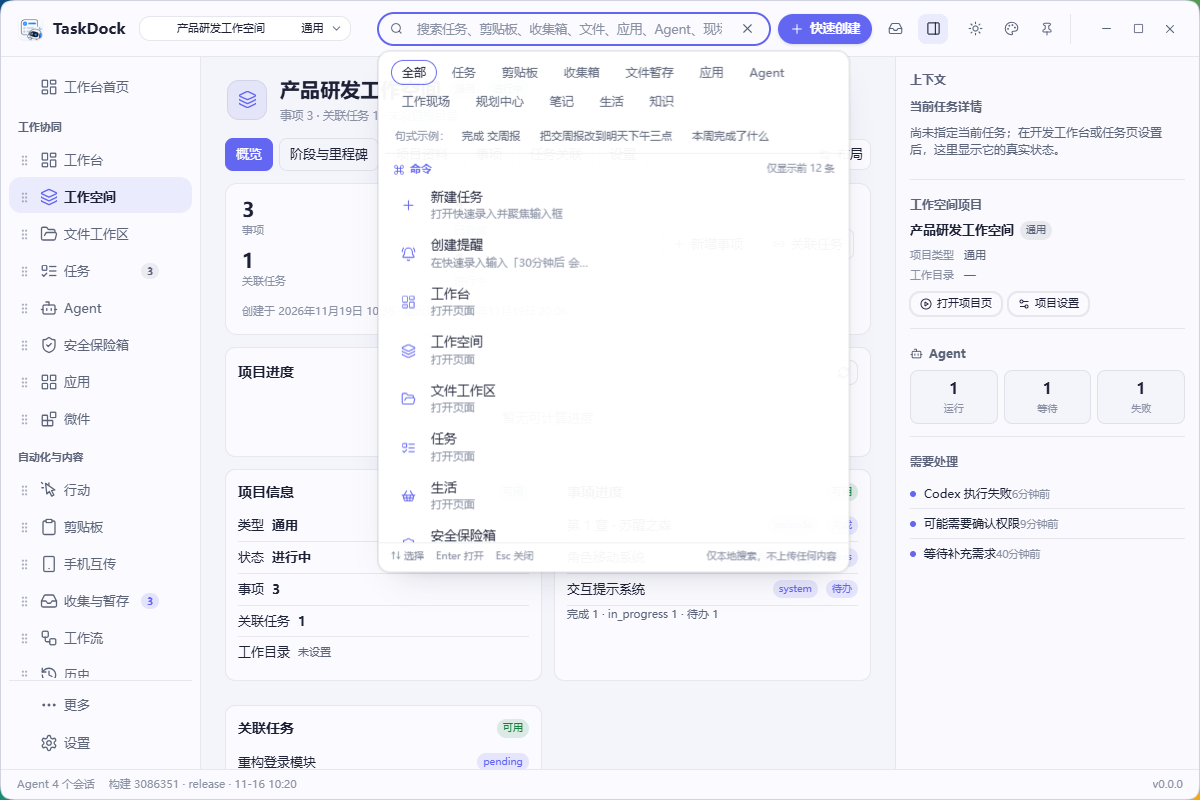 TaskDock
产品研发工作空间 通用
搜索任务、剪贴板、收集箱、文件、应用、Agent、现场
快速创建
工作台首页
工作协同
工作台
工作空间
文件工作区
任务 3
Agent
安全保险箱
应用
微件
自动化与内容
行动
剪贴板
手机互传
收集与暂存 3
工作流
历史
更多
设置
产品研发工
事项 3 · 关联任务 1
概览 阶段与里程碑
局
3
事项
1
关联任务
创建于 2026年11月19日 10
项目进度
项目信息
类型 通用
状态 进行中
事项 3
关联任务 1
工作目录 未设置
交互提示系统 system 待办
完成 1 · in_progress 1 · 待办 1
关联任务 可用
重构登录模块 pending
全部 任务 剪贴板 收集箱 文件暂存 应用 Agent
工作现场 规划中心 笔记 生活 知识
句式示例： 完成 交周报 把交周报改到明天下午三点 本周完成了什么
命令 仅显示前 12 条
新建任务
打开快速录入并聚焦输入框
创建提醒
在快速录入输入「30分钟后 会...
工作台
打开页面
工作空间
打开页面
文件工作区
打开页面
任务
打开页面
生活
打开页面
安全保险箱
↑↓ 选择 Enter 打开 Esc 关闭 仅本地搜索，不上传任何内容
上下文
当前任务详情
尚未指定当前任务；在开发工作台或任务页设置
后，这里显示它的真实状态。
工作空间项目
产品研发工作空间 通用
项目类型 通用
工作目录 —
打开项目页 项目设置
Agent
1 1 1
运行 等待 失败
需要处理
Codex 执行失败6分钟前
可能需要确认权限9分钟前
等待补充需求40分钟前
Agent 4 个会话 构建 3086351 · release · 11-16 10:20 v0.0.0